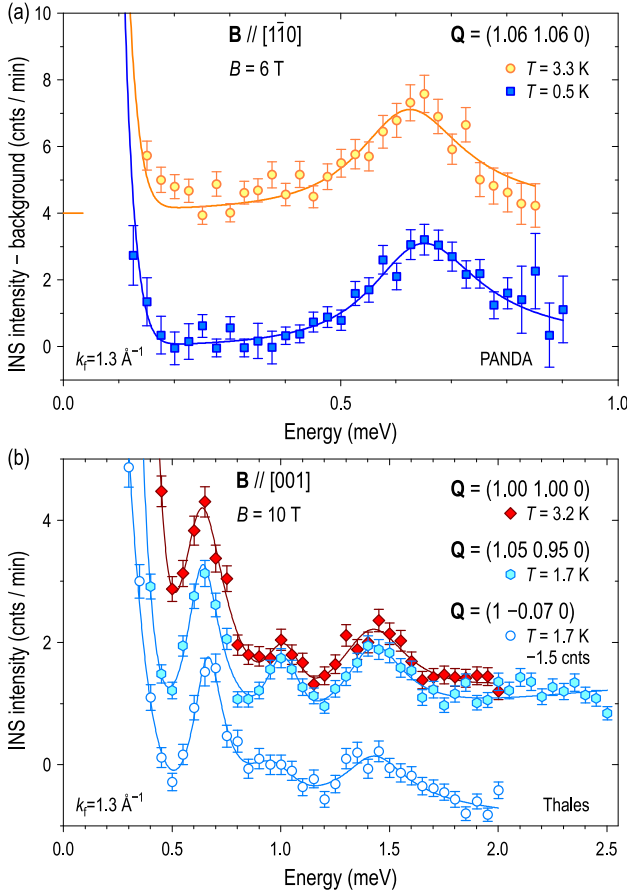 (a)
B // [11̅0]
B = 6 T
Q = (1.06 1.06 0)
T = 3.3 K
T = 0.5 K
INS intensity – background (cnts / min)
10
8
6
4
2
0
k_f=1.3 Å⁻¹
PANDA
0.0
0.5
1.0
Energy (meV)
(b)
B // [001]
B = 10 T
Q = (1.00 1.00 0)
T = 3.2 K
Q = (1.05 0.95 0)
T = 1.7 K
Q = (1 −0.07 0)
T = 1.7 K
−1.5 cnts
INS intensity (cnts / min)
4
2
0
k_f=1.3 Å⁻¹
Thales
0.0
0.5
1.0
1.5
2.0
2.5
Energy (meV)